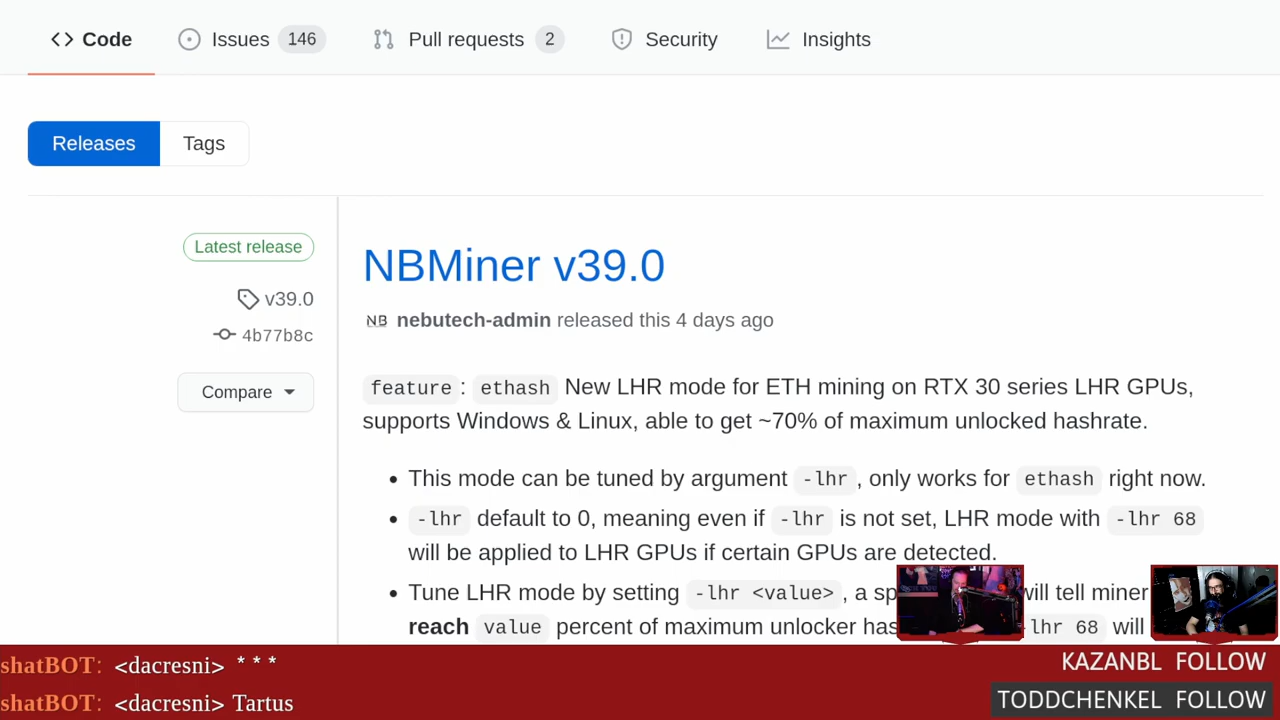 Code Issues 146 Pull requests 2 Security Insights
Releases Tags
Latest release
v39.0
4b77b8c
Compare
NBMiner v39.0
NB nebutech-admin released this 4 days ago
feature: ethash New LHR mode for ETH mining on RTX 30 series LHR GPUs,
supports Windows & Linux, able to get ~70% of maximum unlocked hashrate.
• This mode can be tuned by argument -lhr, only works for ethash right now.
• -lhr default to 0, meaning even if -lhr is not set, LHR mode with -lhr 68
will be applied to LHR GPUs if certain GPUs are detected.
• Tune LHR mode by setting -lhr <value>, a sp will tell miner
reach value percent of maximum unlocker has lhr 68 will
shatBOT: <dacresni> * * *
shatBOT: <dacresni> Tartus
KAZANBL FOLLOW
TODDCHENKEL FOLLOW